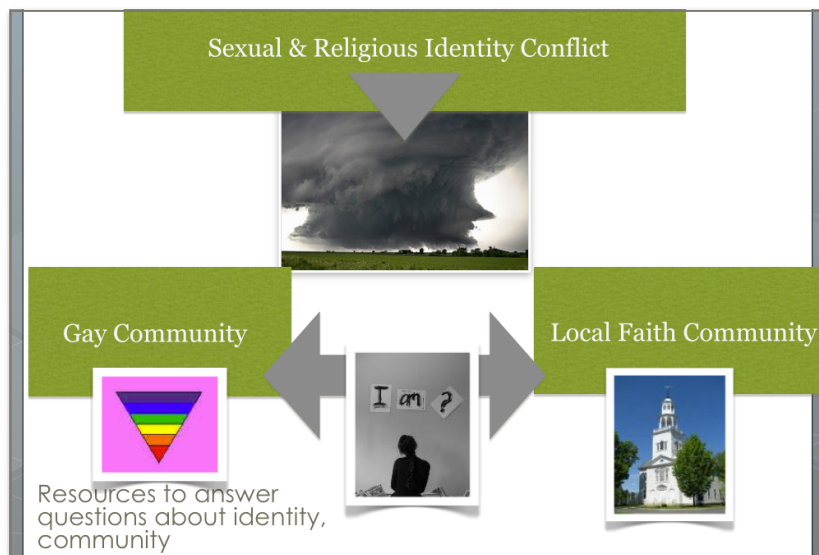 Sexual & Religious Identity Conflict
Gay Community
Local Faith Community
I am ?
Resources to answer
questions about identity,
community